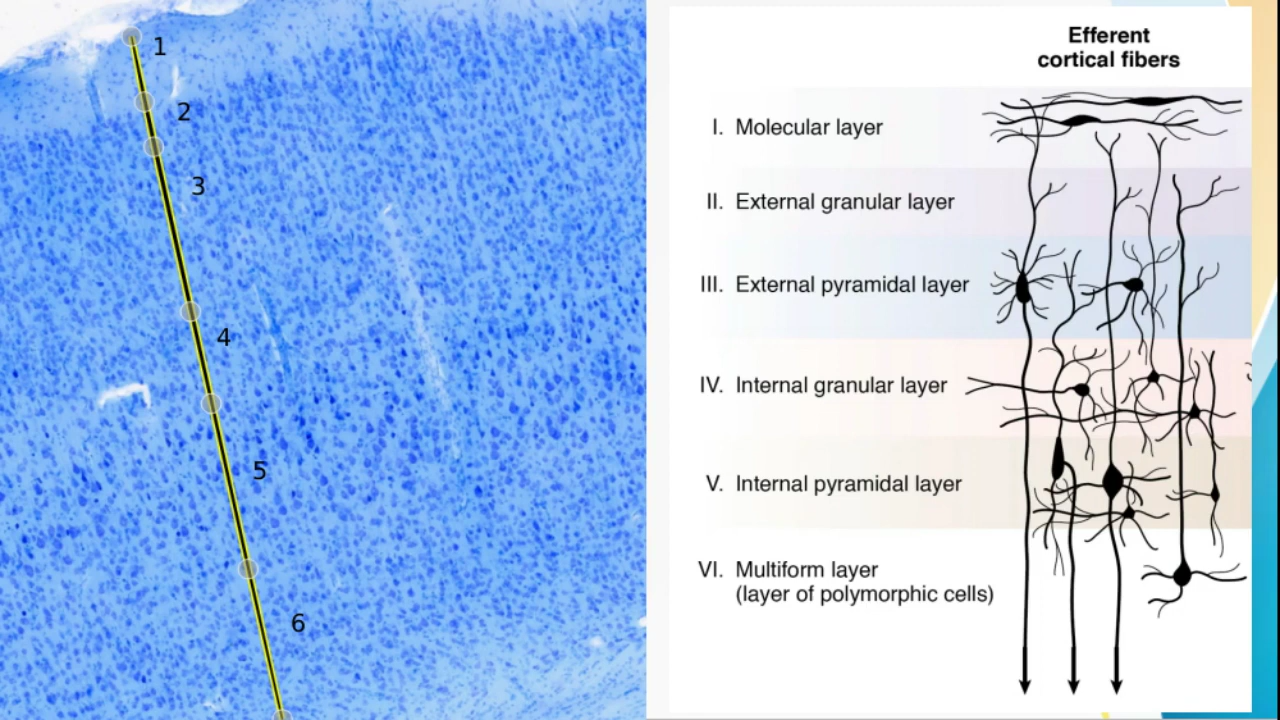 1
2
3
4
5
6
Efferent
cortical fibers
I. Molecular layer
II. External granular layer
III. External pyramidal layer
IV. Internal granular layer
V. Internal pyramidal layer
VI. Multiform layer
(layer of polymorphic cells)